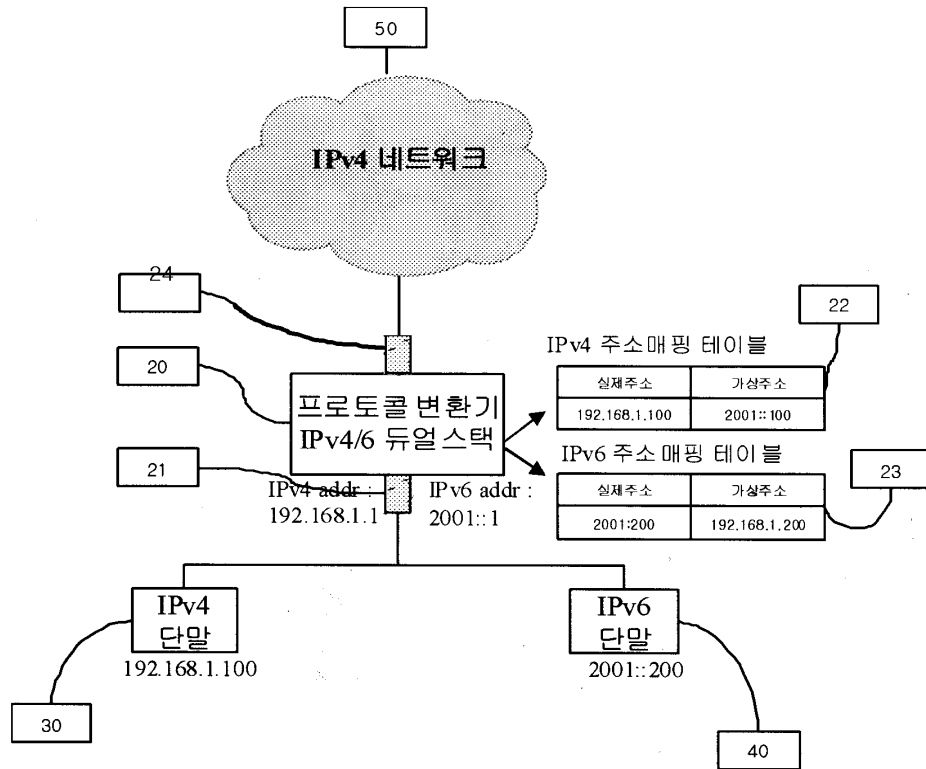 50
IPv4 네트워크
24
22
IPv4 주소매핑 테이블
20
실제주소 가상주소
프로토콜 변환기
192.168.1.100 2001::100
IPv4/6 듀얼스택
IPv6 주소매핑 테이블
21
23
IPv4 addr :
192.168.1.1
IPv6 addr :
2001::1
실제주소 가상주소
2001:200 192.168.1.200
IPv4
단말
192.168.1.100
IPv6
단말
2001::200
30
40